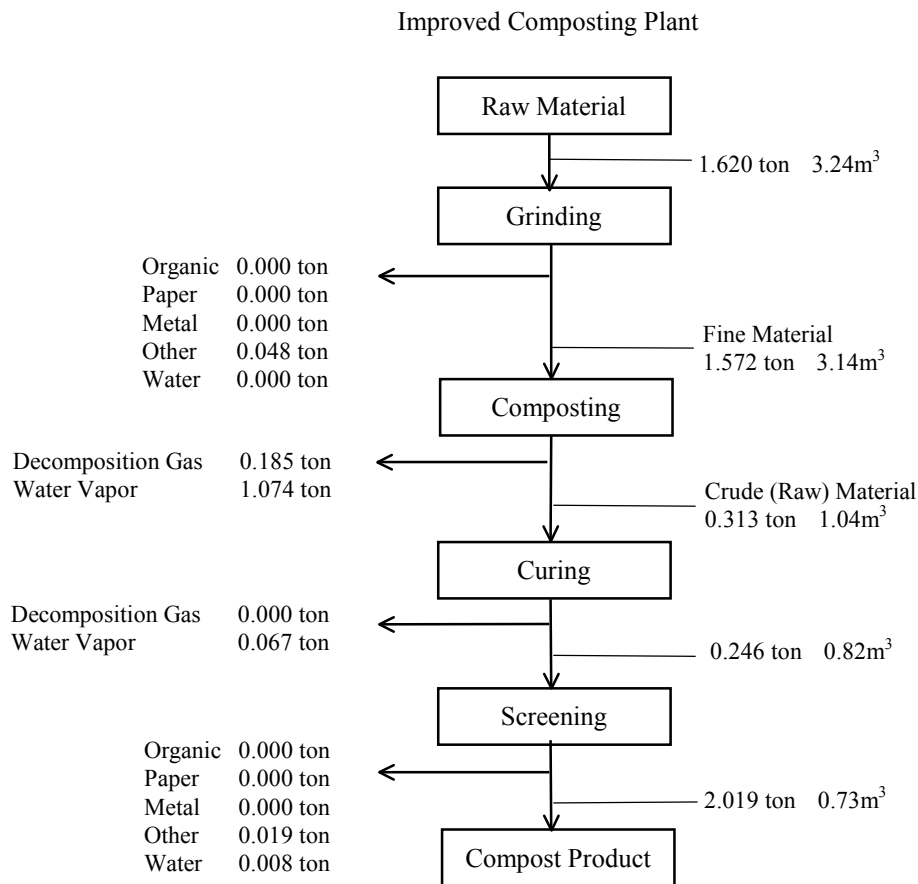 Improved Composting Plant
Raw Material
1.620 ton 3.24m³
Grinding
Organic 0.000 ton
Paper 0.000 ton
Metal 0.000 ton
Other 0.048 ton
Water 0.000 ton
Fine Material
1.572 ton 3.14m³
Composting
Decomposition Gas 0.185 ton
Water Vapor 1.074 ton
Crude (Raw) Material
0.313 ton 1.04m³
Curing
Decomposition Gas 0.000 ton
Water Vapor 0.067 ton
0.246 ton 0.82m³
Screening
Organic 0.000 ton
Paper 0.000 ton
Metal 0.000 ton
Other 0.019 ton
Water 0.008 ton
2.019 ton 0.73m³
Compost Product